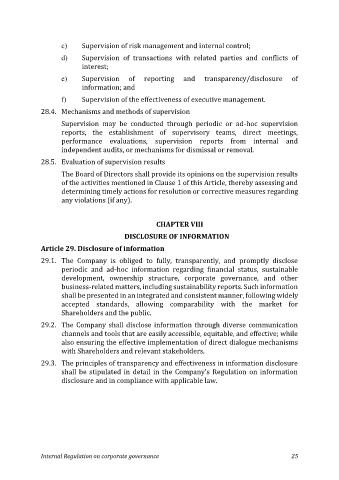 c) Supervision of risk management and internal control;
d) Supervision of transactions with related parties and conflicts of
interest;
e) Supervision of reporting and transparency/disclosure of
information; and
f) Supervision of the effectiveness of executive management.
28.4. Mechanisms and methods of supervision
Supervision may be conducted through periodic or ad-hoc supervision
reports, the establishment of supervisory teams, direct meetings,
performance evaluations, supervision reports from internal and
independent audits, or mechanisms for dismissal or removal.
28.5. Evaluation of supervision results
The Board of Directors shall provide its opinions on the supervision results
of the activities mentioned in Clause 1 of this Article, thereby assessing and
determining timely actions for resolution or corrective measures regarding
any violations (if any).
CHAPTER VIII
DISCLOSURE OF INFORMATION
Article 29. Disclosure of information
29.1. The Company is obliged to fully, transparently, and promptly disclose
periodic and ad-hoc information regarding financial status, sustainable
development, ownership structure, corporate governance, and other
business-related matters, including sustainability reports. Such information
shall be presented in an integrated and consistent manner, following widely
accepted standards, allowing comparability with the market for
Shareholders and the public.
29.2. The Company shall disclose information through diverse communication
channels and tools that are easily accessible, equitable, and effective; while
also ensuring the effective implementation of direct dialogue mechanisms
with Shareholders and relevant stakeholders.
29.3. The principles of transparency and effectiveness in information disclosure
shall be stipulated in detail in the Company's Regulation on information
disclosure and in compliance with applicable law.
Internal Regulation on corporate governance 25